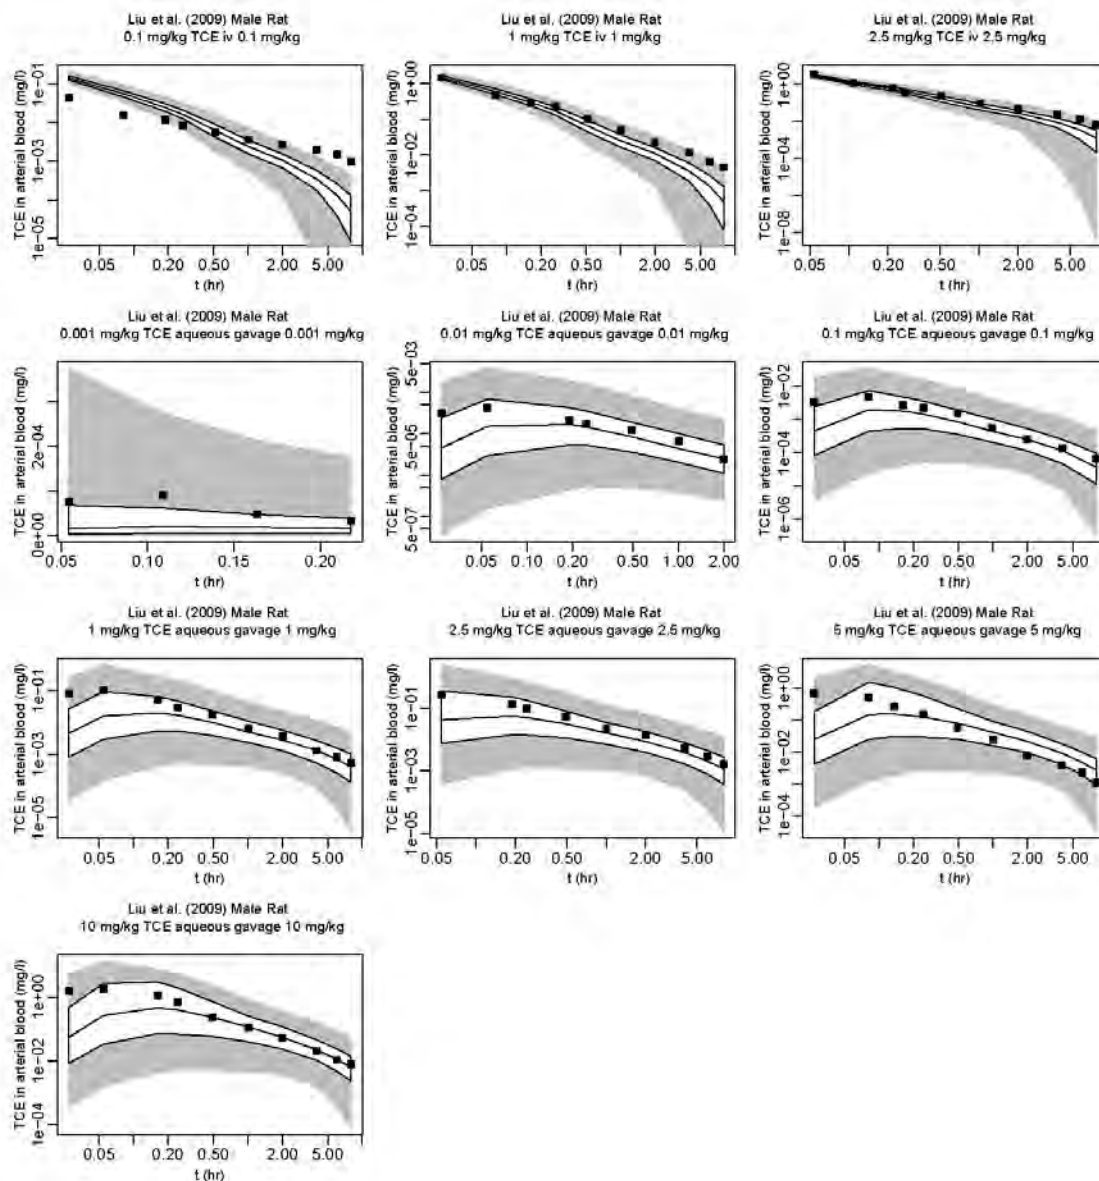 Liu et al. (2009) Male Rat
0.1 mg/kg TCE iv 0.1 mg/kg
TCE in arterial blood (mg/l)
1e-01
1e-03
1e-05
0.05 0.20 0.50 2.00 5.00
t (hr)
Liu et al. (2009) Male Rat
1 mg/kg TCE iv 1 mg/kg
TCE in arterial blood (mg/l)
1e+00
1e-02
1e-04
0.05 0.20 0.50 2.00 5.00
t (hr)
Liu et al. (2009) Male Rat
2.5 mg/kg TCE iv 2.5 mg/kg
TCE in arterial blood (mg/l)
1e+00
1e-04
1e-08
0.05 0.20 0.50 2.00 5.00
t (hr)
Liu et al. (2009) Male Rat
0.001 mg/kg TCE aqueous gavage 0.001 mg/kg
TCE in arterial blood (mg/l)
2e-04
0e+00
0.05 0.10 0.15 0.20
t (hr)
Liu et al. (2009) Male Rat
0.01 mg/kg TCE aqueous gavage 0.01 mg/kg
TCE in arterial blood (mg/l)
5e-03
5e-05
5e-07
0.05 0.20 0.50 1.00 2.00
t (hr)
Liu et al. (2009) Male Rat
0.1 mg/kg TCE aqueous gavage 0.1 mg/kg
TCE in arterial blood (mg/l)
1e-02
1e-04
1e-06
0.05 0.20 0.50 2.00 5.00
t (hr)
Liu et al. (2009) Male Rat
1 mg/kg TCE aqueous gavage 1 mg/kg
TCE in arterial blood (mg/l)
1e-01
1e-03
1e-05
0.05 0.20 0.50 2.00 5.00
t (hr)
Liu et al. (2009) Male Rat
2.5 mg/kg TCE aqueous gavage 2.5 mg/kg
TCE in arterial blood (mg/l)
1e-01
1e-03
1e-05
0.05 0.20 0.50 2.00 5.00
t (hr)
Liu et al. (2009) Male Rat
5 mg/kg TCE aqueous gavage 5 mg/kg
TCE in arterial blood (mg/l)
1e+00
1e-02
1e-04
0.05 0.20 0.50 2.00 5.00
t (hr)
Liu et al. (2009) Male Rat
10 mg/kg TCE aqueous gavage 10 mg/kg
TCE in arterial blood (mg/l)
1e+00
1e-02
1e-04
0.05 0.20 0.50 2.00 5.00
t (hr)